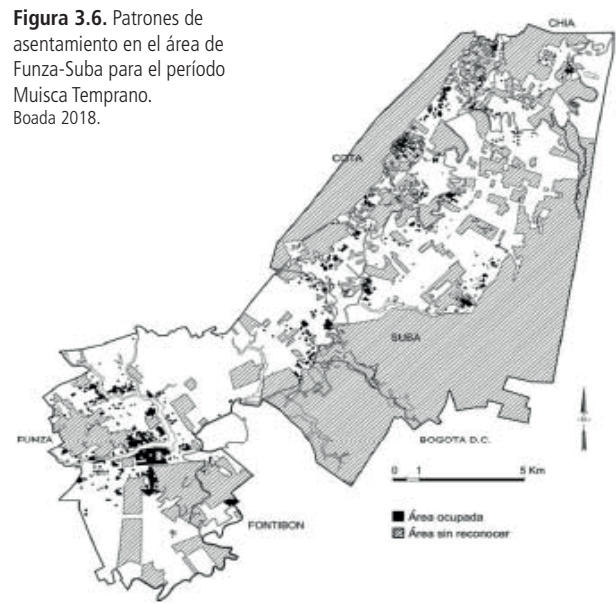 Figura 3.6. Patrones de
asentamiento en el área de
Funza-Suba para el período
Muisca Temprano.
Boada 2018.
CHIA
COTA
SUBA
FUNZA
BOGOTA D.C.
0 1 5 Km
FONTIBON
Área ocupada
Área sin reconocer